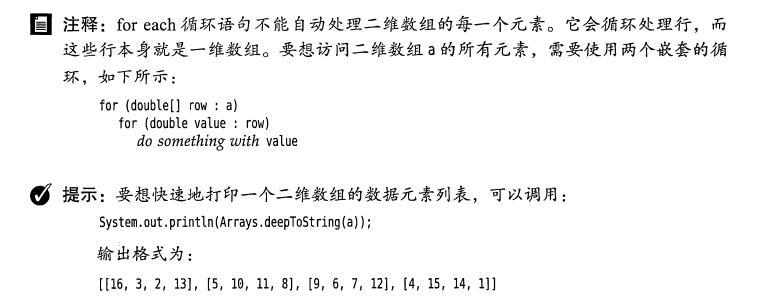 注释：for each 循环语句不能自动处理二维数组的每一个元素。它会循环处理行，而
这些行本身就是一维数组。要想访问二维数组 a 的所有元素，需要使用两个嵌套的循
环，如下所示：
for (double[] row : a)
for (double value : row)
do something with value
提示：要想快速地打印一个二维数组的数据元素列表，可以调用：
System.out.println(Arrays.deepToString(a));
输出格式为：
[[16, 3, 2, 13], [5, 10, 11, 8], [9, 6, 7, 12], [4, 15, 14, 1]]